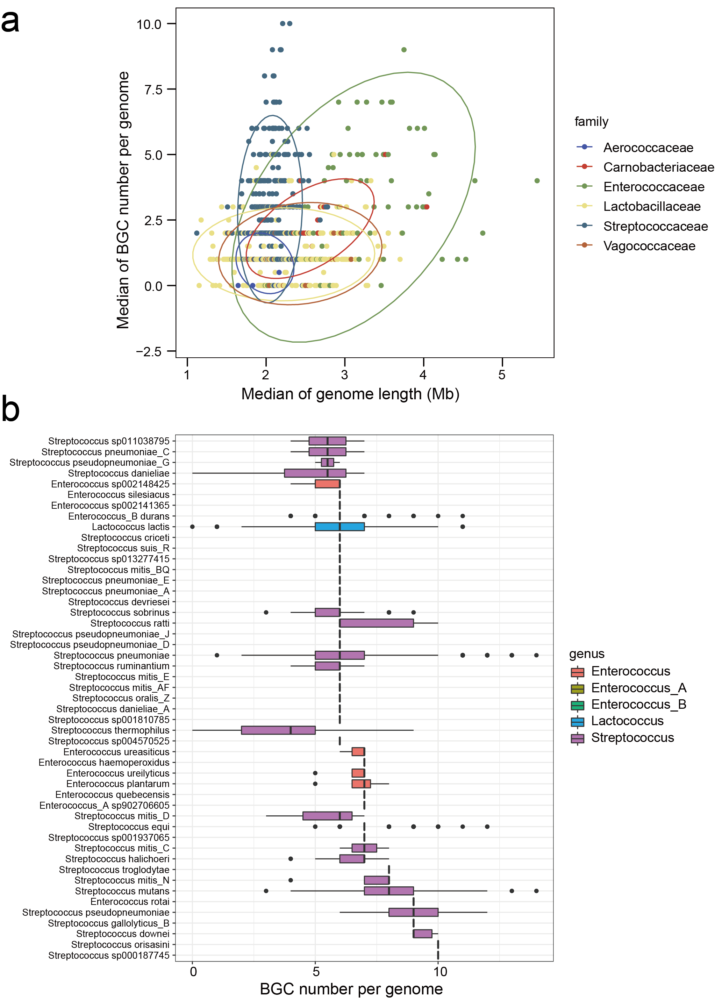 a
10.0
7.5
5.0
2.5
0.0
−2.5
Median of BGC number per genome
1 2 3 4 5
Median of genome length (Mb)
family
Aerococcaceae
Carnobacteriaceae
Enterococcaceae
Lactobacillaceae
Streptococcaceae
Vagococcaceae
b
Streptococcus sp011038795
Streptococcus pneumoniae_C
Streptococcus pseudopneumoniae_G
Streptococcus danieliae
Enterococcus sp002148425
Enterococcus silesiacus
Enterococcus sp002141365
Enterococcus_B durans
Lactococcus lactis
Streptococcus criceti
Streptococcus suis_R
Streptococcus sp013277415
Streptococcus mitis_BQ
Streptococcus pneumoniae_E
Streptococcus pneumoniae_A
Streptococcus devriesei
Streptococcus sobrinus
Streptococcus ratti
Streptococcus pseudopneumoniae_J
Streptococcus pseudopneumoniae_D
Streptococcus pneumoniae
Streptococcus ruminantium
Streptococcus mitis_E
Streptococcus mitis_AF
Streptococcus oralis_Z
Streptococcus danieliae_A
Streptococcus sp001810785
Streptococcus thermophilus
Streptococcus sp004570525
Enterococcus ureasiticus
Enterococcus haemoperoxidus
Enterococcus ureilyticus
Enterococcus plantarum
Enterococcus quebecensis
Enterococcus_A sp902706605
Streptococcus mitis_D
Streptococcus equi
Streptococcus sp001937065
Streptococcus mitis_C
Streptococcus halichoeri
Streptococcus troglodytae
Streptococcus mitis_N
Streptococcus mutans
Enterococcus rotai
Streptococcus pseudopneumoniae
Streptococcus gallolyticus_B
Streptococcus downei
Streptococcus orisasini
Streptococcus sp000187745
0 5 10
BGC number per genome
genus
Enterococcus
Enterococcus_A
Enterococcus_B
Lactococcus
Streptococcus